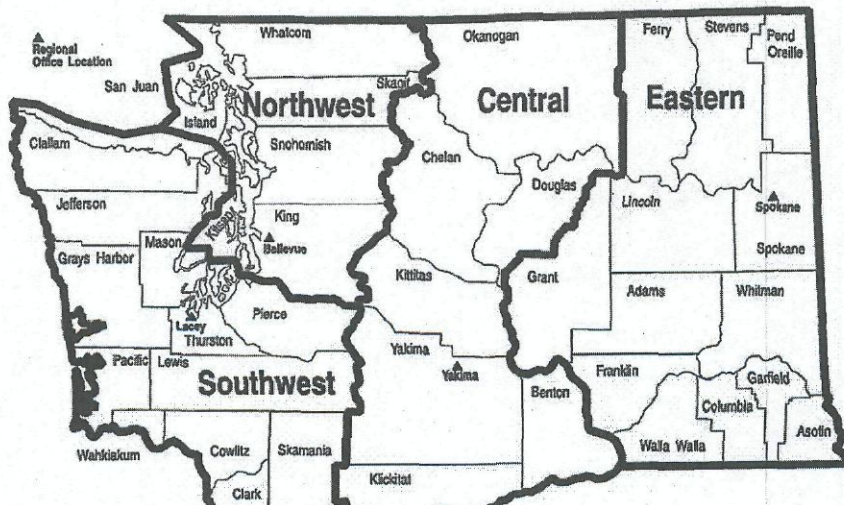 Regional
Office Location
San Juan
Whatcom
Skagit
Northwest
Island
Snohomish
King
Kitsap
Bellevue
Clallam
Jefferson
Mason
Grays Harbor
Lacey
Thurston
Pierce
Pacific
Lewis
Southwest
Wahkiakum
Cowlitz
Skamania
Clark
Okanogan
Central
Chelan
Douglas
Kittitas
Yakima
Yakima
Benton
Klickitat
Ferry
Stevens
Pend
Oreille
Eastern
Lincoln
Spokane
Spokane
Grant
Adams
Whitman
Franklin
Garfield
Columbia
Walla Walla
Asotin